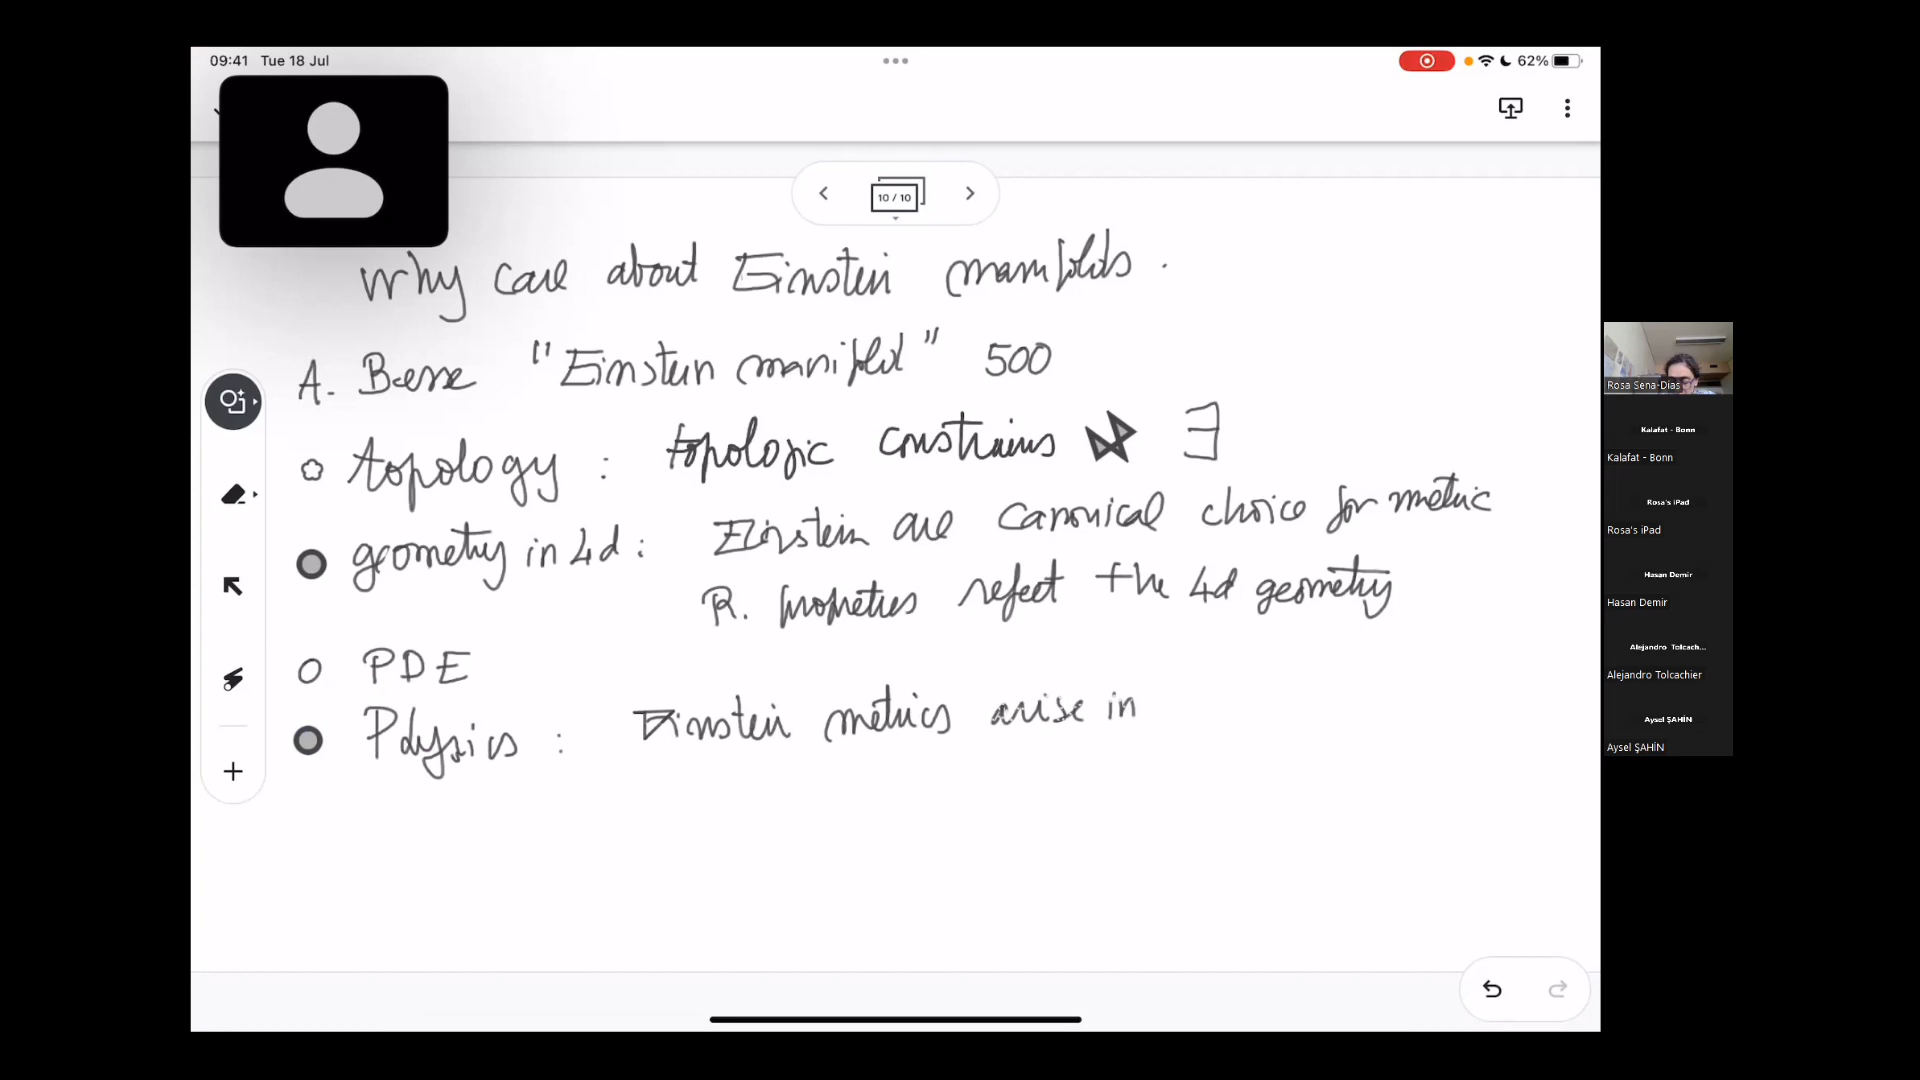 09:41 Tue 18 Jul
62%
10 / 10
Why care about Einstein manifolds.
A. Besse "Einstein manifold" 500
topology : topologic constrains ∃
geometry in 4d : Einstein are canonical choice for metric
R. properties reflect the 4d geometry
PDE
Physics : Einstein metrics arise in
Rosa Sena-Dias
Kalafat - Bonn
Kalafat - Bonn
Rosa's iPad
Rosa's iPad
Hasan Demir
Hasan Demir
Alejandro Tolcach...
Alejandro Tolcachier
Aysel ŞAHİN
Aysel ŞAHİN